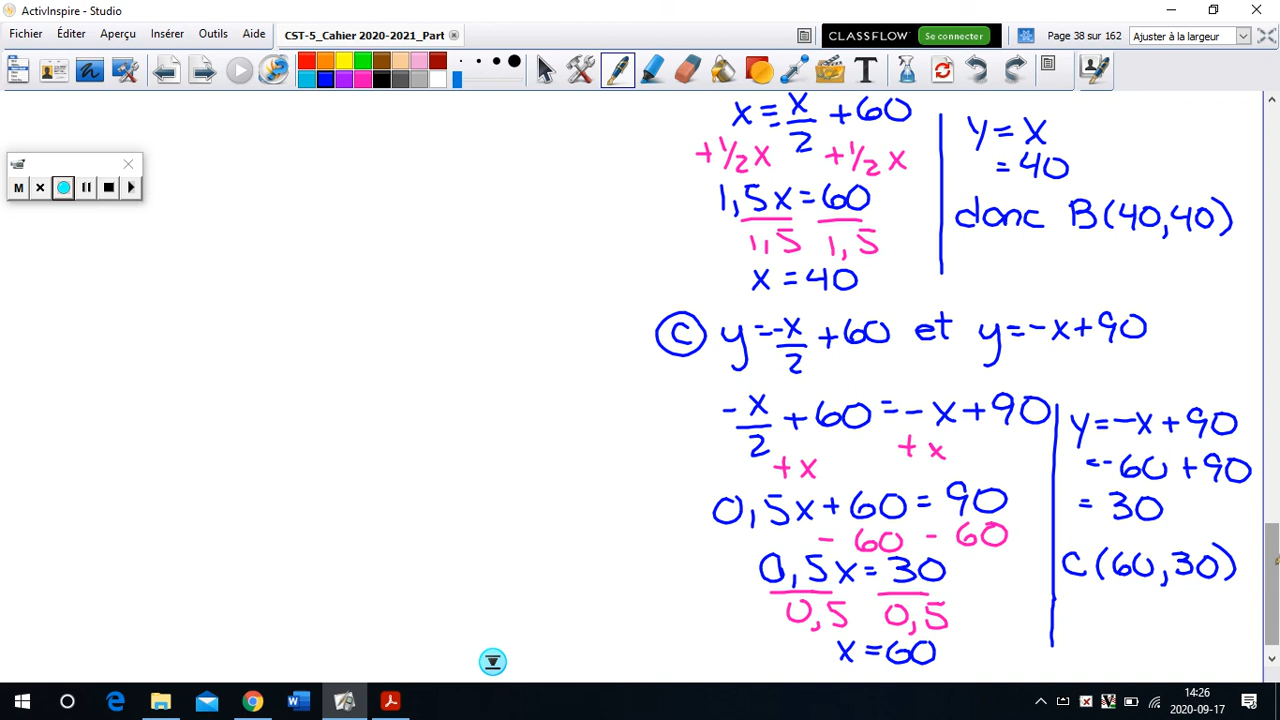 ActivInspire - Studio
Fichier Éditer Aperçu Insérer Outils Aide
CST-5_Cahier 2020-2021_Part
CLASSFLOW Se connecter
Page 38 sur 162
Ajuster à la largeur
M
x = x/2 + 60
+1/2x +1/2x
1,5x = 60
1,5 1,5
x = 40
y = x
= 40
donc B(40,40)
C y = -x/2 + 60 et y = -x + 90
-x/2 + 60 = -x + 90
+x +x
0,5x + 60 = 90
- 60 - 60
0,5x = 30
0,5 0,5
x = 60
y = -x + 90
= -60 + 90
= 30
C(60,30)
14:26
2020-09-17